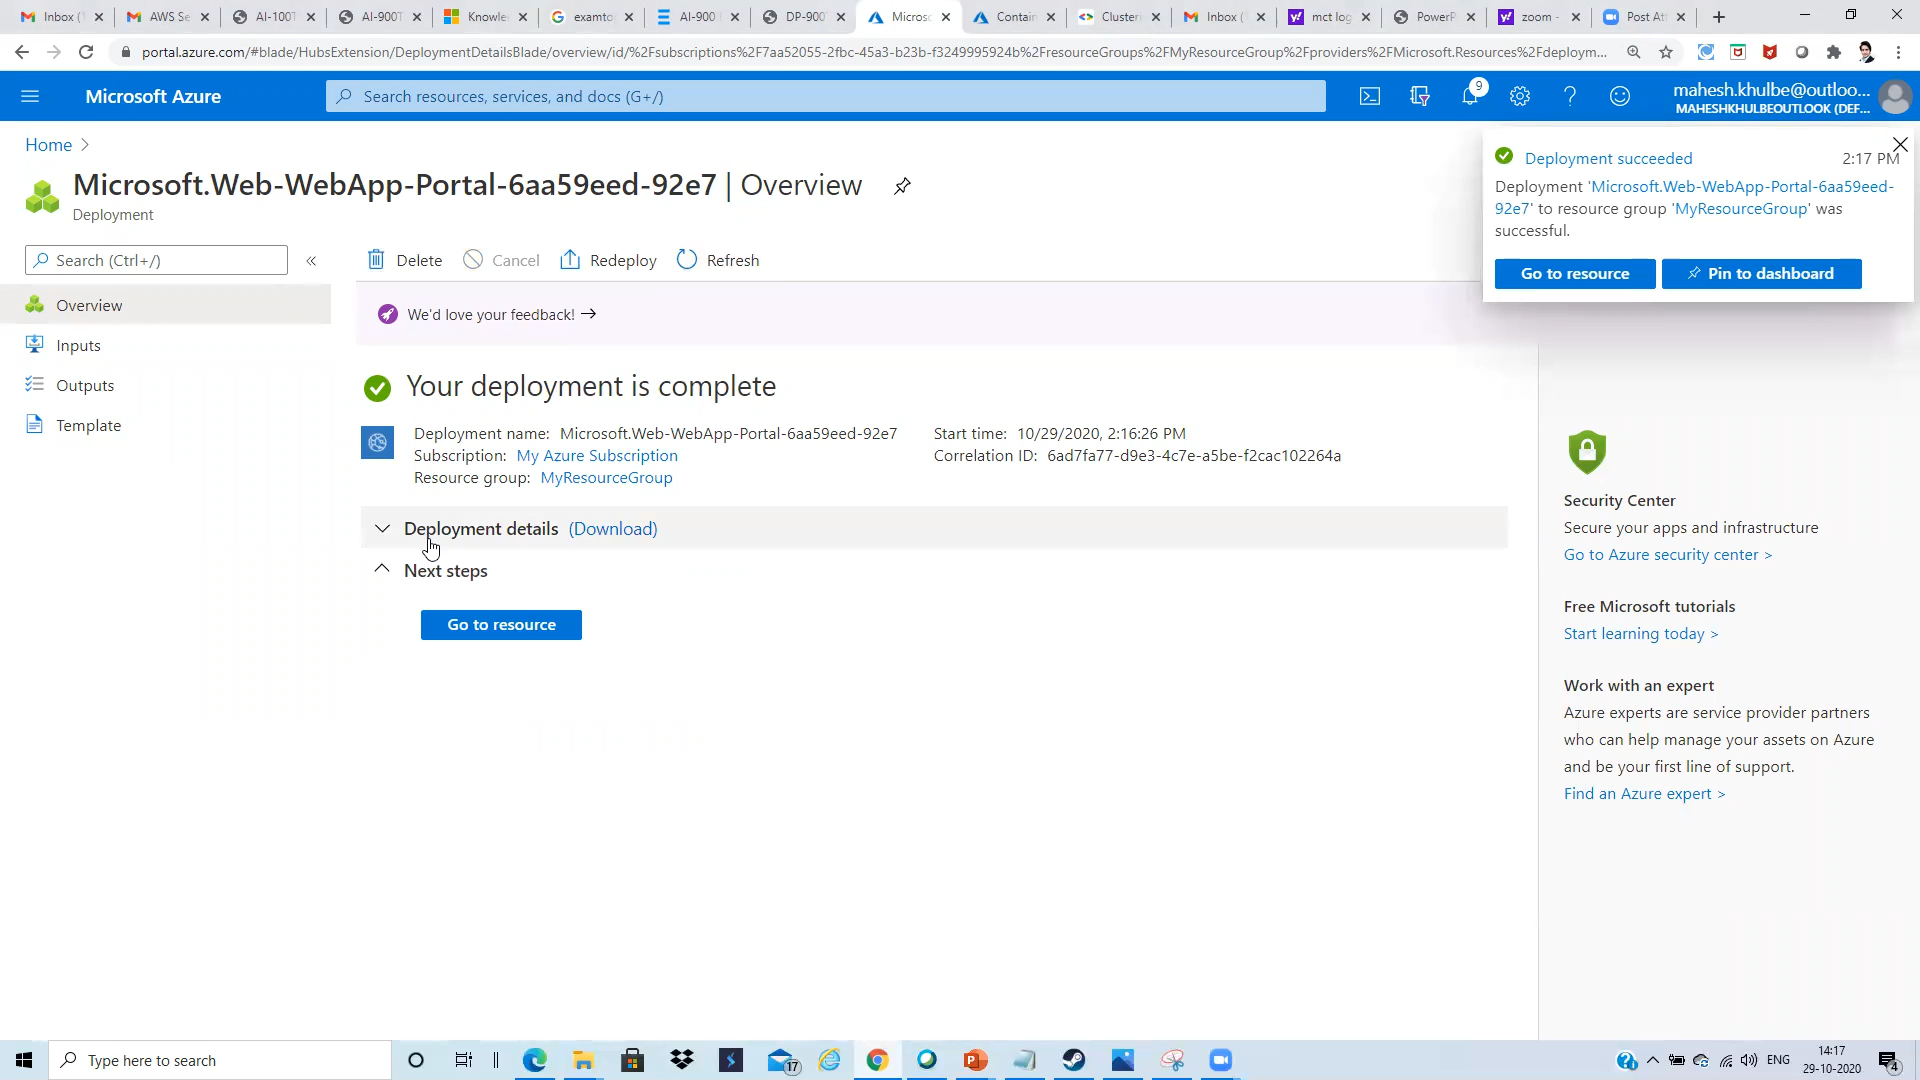 Inbox (1
AWS Se
AI-100T
AI-900T
Knowle
examto
AI-900
DP-900
Micros
Contain
Cluster
Inbox (
mct log
PowerP
zoom -
Post Att
portal.azure.com/#blade/HubsExtension/DeploymentDetailsBlade/overview/id/%2Fsubscriptions%2F7aa52055-2fbc-45a3-b23b-f3249995924b%2FresourceGroups%2FMyResourceGroup%2Fproviders%2FMicrosoft.Resources%2Fdeploym...
Microsoft Azure
Search resources, services, and docs (G+/)
9
mahesh.khulbe@outloo...
MAHESHKHULBEOUTLOOK (DEF...
Home
Microsoft.Web-WebApp-Portal-6aa59eed-92e7 | Overview
Deployment
Deployment succeeded
2:17 PM
Deployment 'Microsoft.Web-WebApp-Portal-6aa59eed-
92e7' to resource group 'MyResourceGroup' was
successful.
Go to resource
Pin to dashboard
Search (Ctrl+/)
«
Delete
Cancel
Redeploy
Refresh
Overview
Inputs
Outputs
Template
We'd love your feedback! →
Your deployment is complete
Deployment name: Microsoft.Web-WebApp-Portal-6aa59eed-92e7
Subscription: My Azure Subscription
Resource group: MyResourceGroup
Start time: 10/29/2020, 2:16:26 PM
Correlation ID: 6ad7fa77-d9e3-4c7e-a5be-f2cac102264a
Deployment details (Download)
Next steps
Go to resource
Security Center
Secure your apps and infrastructure
Go to Azure security center >
Free Microsoft tutorials
Start learning today >
Work with an expert
Azure experts are service provider partners
who can help manage your assets on Azure
and be your first line of support.
Find an Azure expert >
Type here to search
17
ENG
14:17
29-10-2020
4